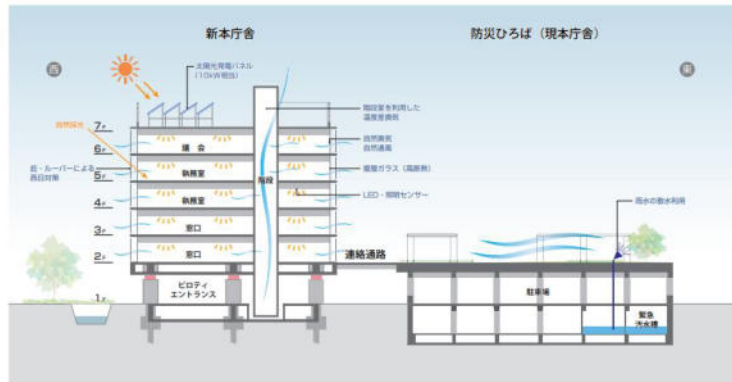 新本庁舎
防災ひろば（現本庁舎）
西
東
太陽光発電パネル
（10kW相当）
階段室を利用した
温度差換気
自然採光
自然換気
自然通風
庇・ルーバーによる
西日対策
複層ガラス（高断熱）
LED・照明センサー
雨水の散水利用
7F
6F
5F
4F
3F
2F
1F
議 会
執務室
執務室
窓口
窓口
階段
連絡通路
ピロティ
エントランス
駐車場
緊急
汚水槽